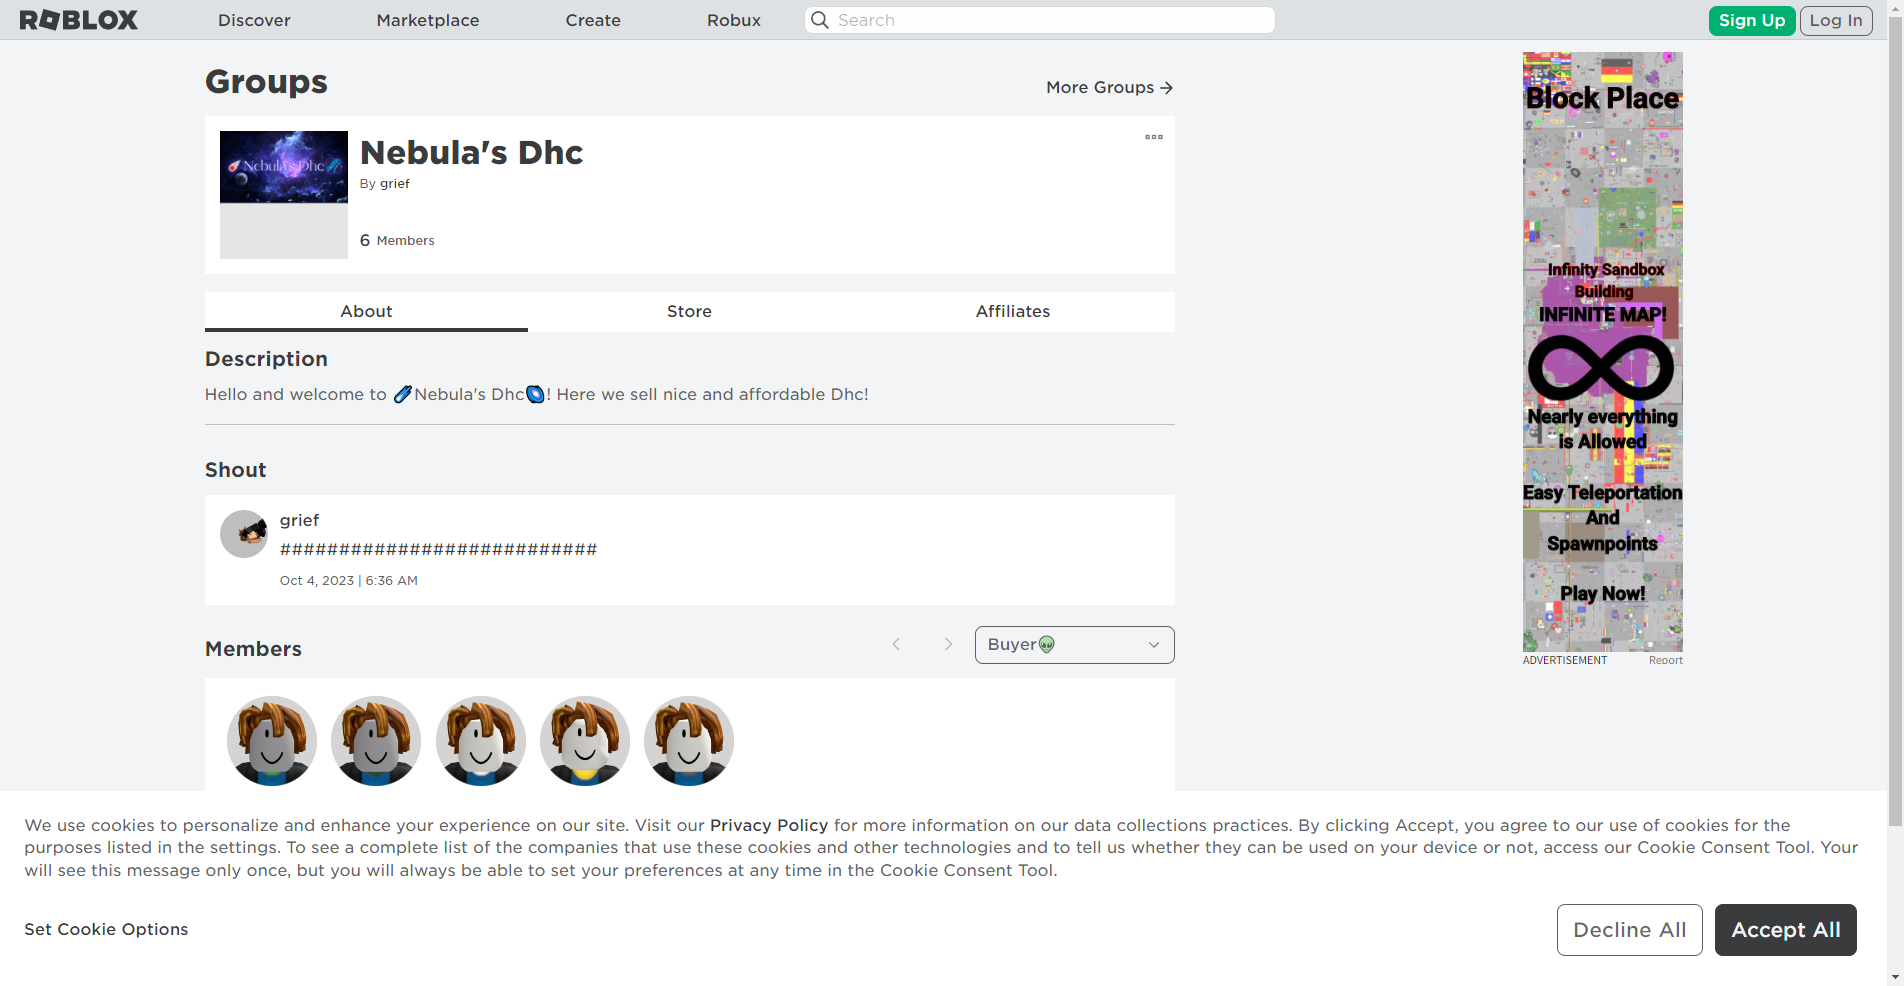 ROBLOX
Discover
Marketplace
Create
Robux
Search
Sign Up
Log In
Groups
More Groups →
Nebula's Dhc
Nebula's Dhc
By grief
6 Members
About
Store
Affiliates
Description
Hello and welcome to Nebula's Dhc! Here we sell nice and affordable Dhc!
Shout
grief
###########################
Oct 4, 2023 | 6:36 AM
Members
Buyer
Block Place
Infinity Sandbox
Building
INFINITE MAP!
Nearly everything
is Allowed
Easy Teleportation
And
Spawnpoints
Play Now!
ADVERTISEMENT
Report
We use cookies to personalize and enhance your experience on our site. Visit our Privacy Policy for more information on our data collections practices. By clicking Accept, you agree to our use of cookies for the
purposes listed in the settings. To see a complete list of the companies that use these cookies and other technologies and to tell us whether they can be used on your device or not, access our Cookie Consent Tool. Your
will see this message only once, but you will always be able to set your preferences at any time in the Cookie Consent Tool.
Set Cookie Options
Decline All
Accept All